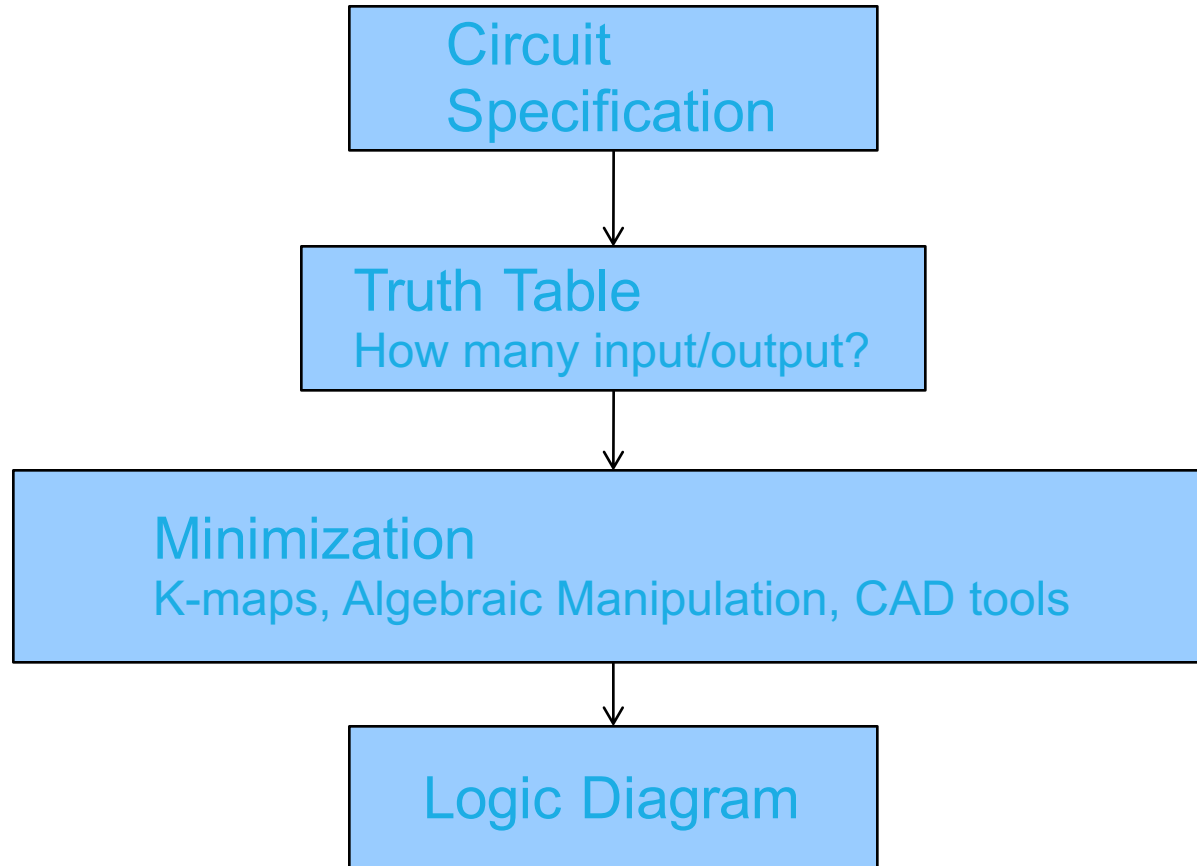 Circuit
Specification
Truth Table
How many input/output?
Minimization
K-maps, Algebraic Manipulation, CAD tools
Logic Diagram